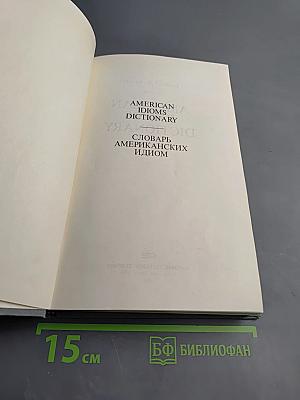 AMERICAN
IDIOMS
DICTIONARY
СЛОВАРЬ
АМЕРИКАНСКИХ
ИДИОМ
15 см
БФ БИБЛИОФАН